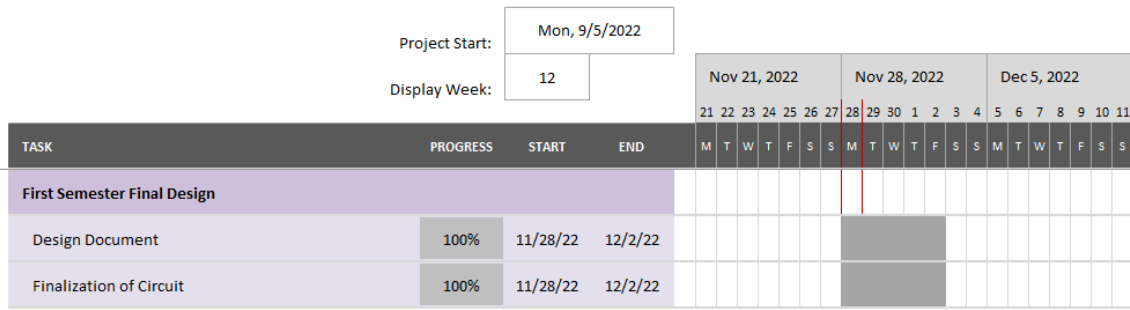 Project Start: Mon, 9/5/2022
Display Week: 12
Nov 21, 2022 Nov 28, 2022 Dec 5, 2022
21 22 23 24 25 26 27 28 29 30 1 2 3 4 5 6 7 8 9 10 11
TASK PROGRESS START END M T W T F S S M T W T F S S M T W T F S S
First Semester Final Design
Design Document 100% 11/28/22 12/2/22
Finalization of Circuit 100% 11/28/22 12/2/22